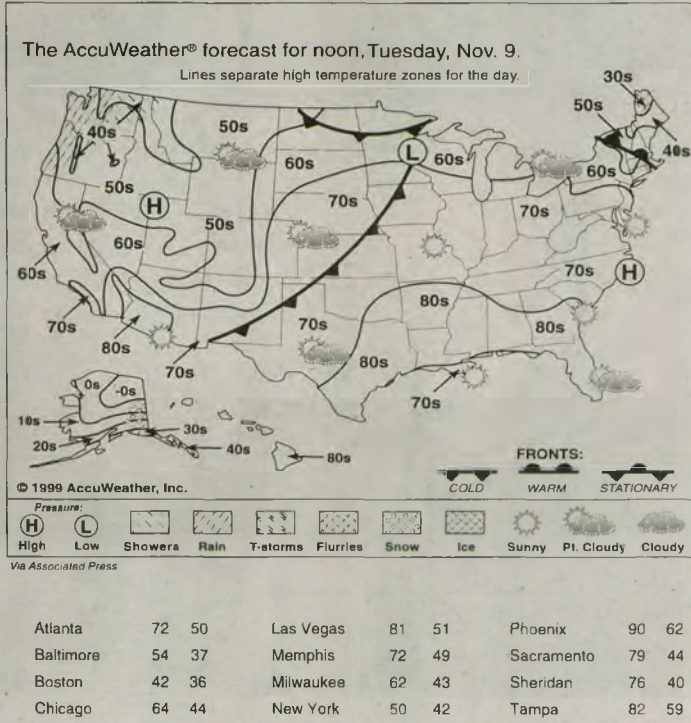 The AccuWeather® forecast for noon, Tuesday, Nov. 9.
Lines separate high temperature zones for the day.
30s
50s
40s
40s
50s
60s
L
60s
60s
50s
H
70s
70s
50s
60s
60s
70s
H
70s
80s
80s
80s
70s
80s
70s
70s
0s
-0s
10s
20s
30s
40s
80s
FRONTS:
© 1999 AccuWeather, Inc.
COLD WARM STATIONARY
Pressure:
H L
High Low Showers Rain T-storms Flurries Snow Ice Sunny Pt. Cloudy Cloudy
Via Associated Press
Atlanta 72 50 Las Vegas 81 51 Phoenix 90 62
Baltimore 54 37 Memphis 72 49 Sacramento 79 44
Boston 42 36 Milwaukee 62 43 Sheridan 76 40
Chicago 64 44 New York 50 42 Tampa 82 59